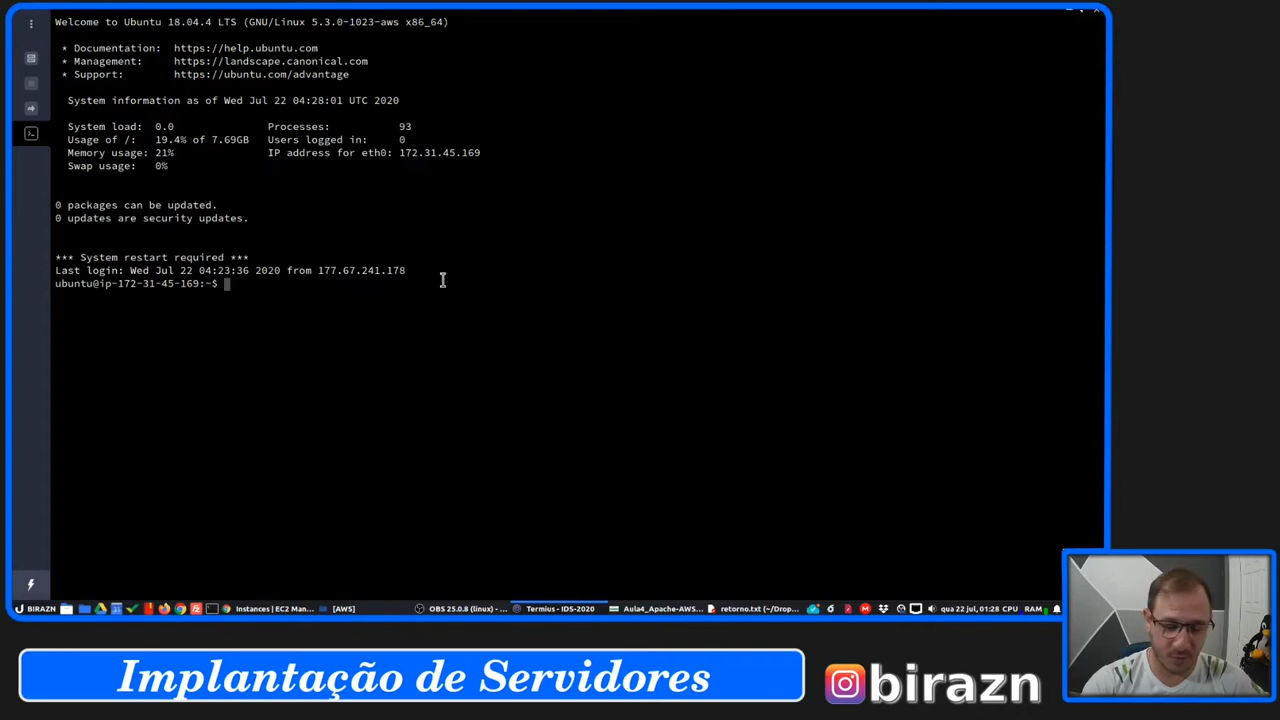 Welcome to Ubuntu 18.04.4 LTS (GNU/Linux 5.3.0-1023-aws x86_64)
* Documentation: https://help.ubuntu.com
* Management: https://landscape.canonical.com
* Support: https://ubuntu.com/advantage
System information as of Wed Jul 22 04:28:01 UTC 2020
System load: 0.0 Processes: 93
Usage of /: 19.4% of 7.69GB Users logged in: 0
Memory usage: 21% IP address for eth0: 172.31.45.169
Swap usage: 0%
0 packages can be updated.
0 updates are security updates.
*** System restart required ***
Last login: Wed Jul 22 04:23:36 2020 from 177.67.241.178
ubuntu@ip-172-31-45-169:~$
BIRAZN Instances | EC2 Man... [AWS] OBS 25.0.8 (linux) - ... Termius - IDS-2020 Aula4_Apache-AWS... retorno.txt (~/Drop... qua 22 jul, 01:28 CPU RAM
Implantação de Servidores
birazn